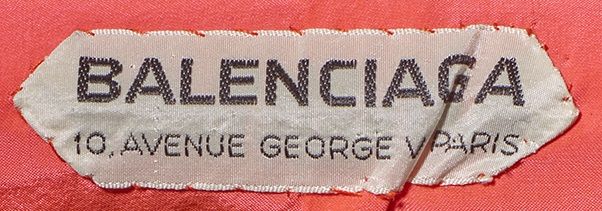 BALENCIAGA
10, AVENUE GEORGE V PARIS